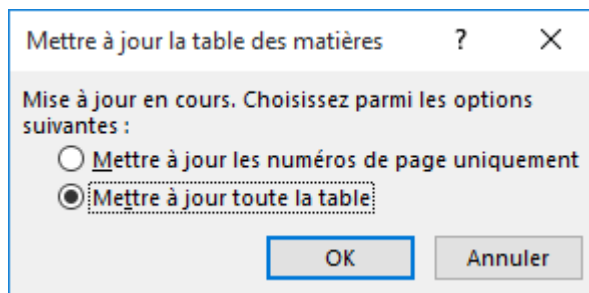 Mettre à jour la table des matières ?
Mise à jour en cours. Choisissez parmi les options
suivantes :
Mettre à jour les numéros de page uniquement
Mettre à jour toute la table
OK Annuler